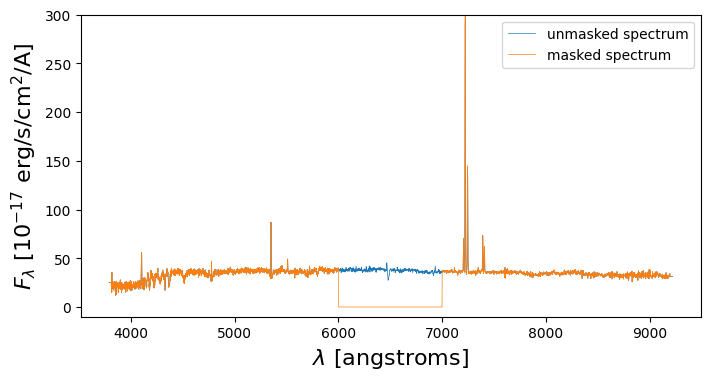 300
250
200
150
100
50
0
4000 5000 6000 7000 8000 9000
λ [angstroms]
F_λ [10⁻¹⁷ erg/s/cm²/A]
unmasked spectrum
masked spectrum